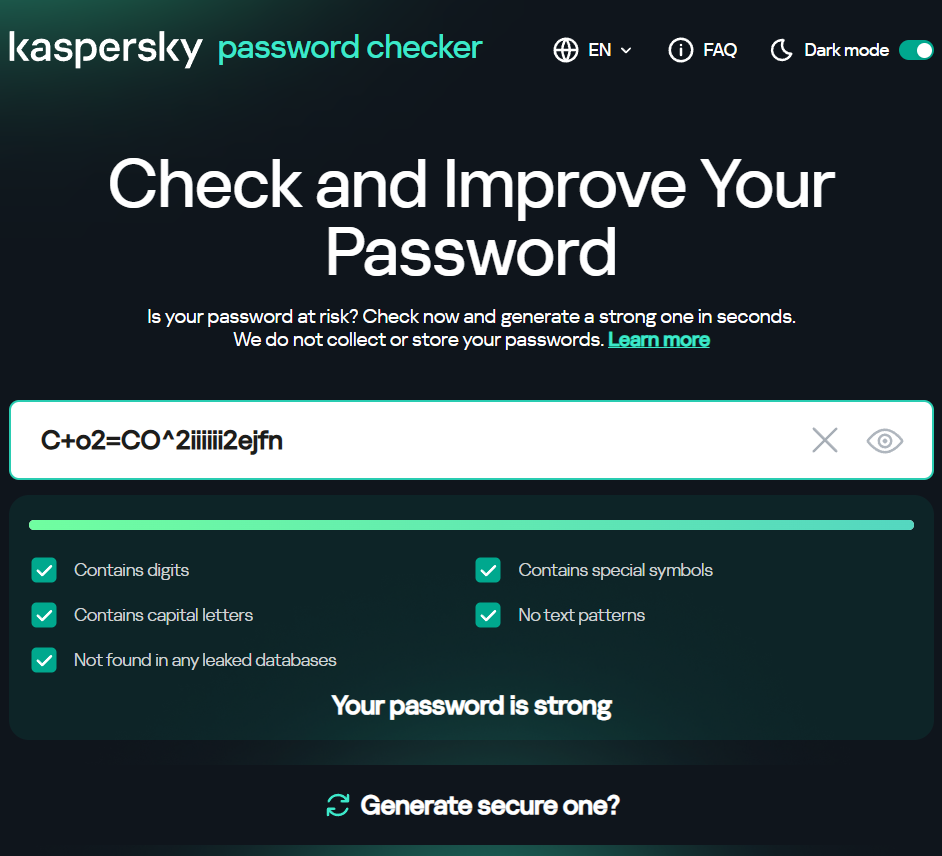 kaspersky password checker EN FAQ Dark mode
Check and Improve Your
Password
Is your password at risk? Check now and generate a strong one in seconds.
We do not collect or store your passwords. Learn more
C+o2=CO^2iiiiii2ejfn
Contains digits
Contains special symbols
Contains capital letters
No text patterns
Not found in any leaked databases
Your password is strong
Generate secure one?